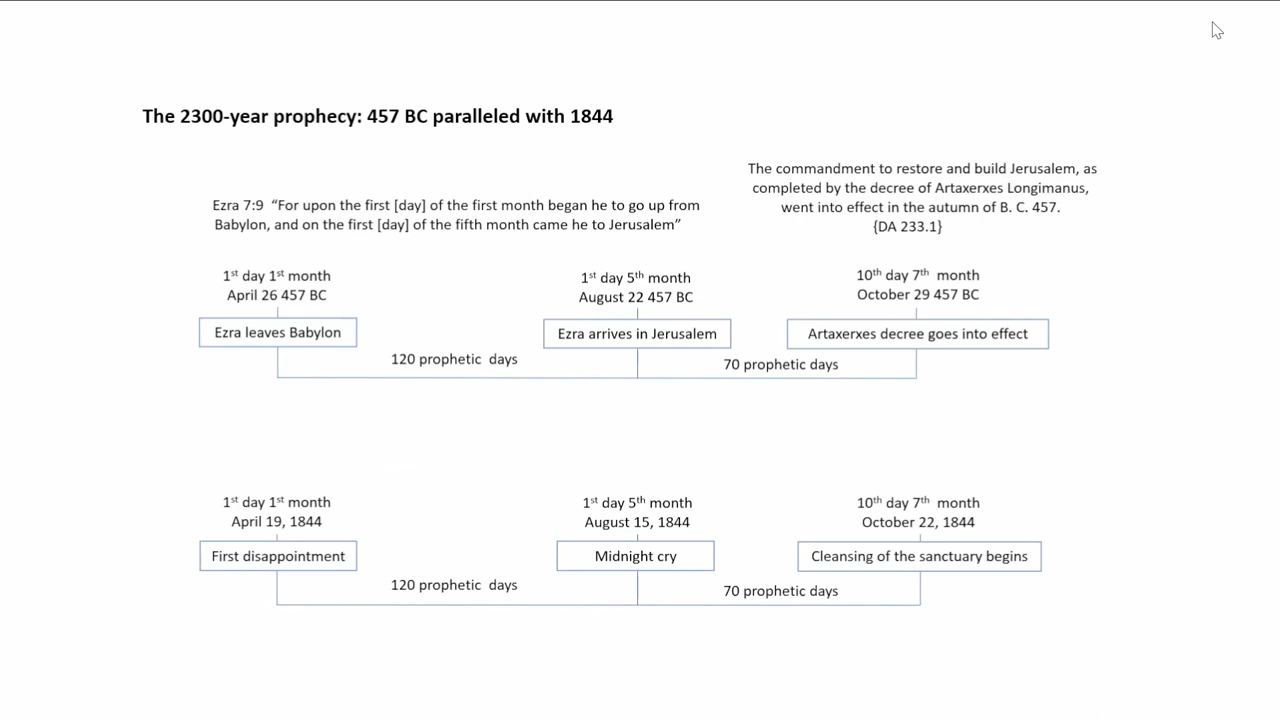 The 2300-year prophecy: 457 BC paralleled with 1844
The commandment to restore and build Jerusalem, as
completed by the decree of Artaxerxes Longimanus,
went into effect in the autumn of B. C. 457.
{DA 233.1}
Ezra 7:9 “For upon the first [day] of the first month began he to go up from
Babylon, and on the first [day] of the fifth month came he to Jerusalem”
1st day 1st month
April 26 457 BC
Ezra leaves Babylon
1st day 5th month
August 22 457 BC
Ezra arrives in Jerusalem
10th day 7th month
October 29 457 BC
Artaxerxes decree goes into effect
120 prophetic days
70 prophetic days
1st day 1st month
April 19, 1844
First disappointment
1st day 5th month
August 15, 1844
Midnight cry
10th day 7th month
October 22, 1844
Cleansing of the sanctuary begins
120 prophetic days
70 prophetic days